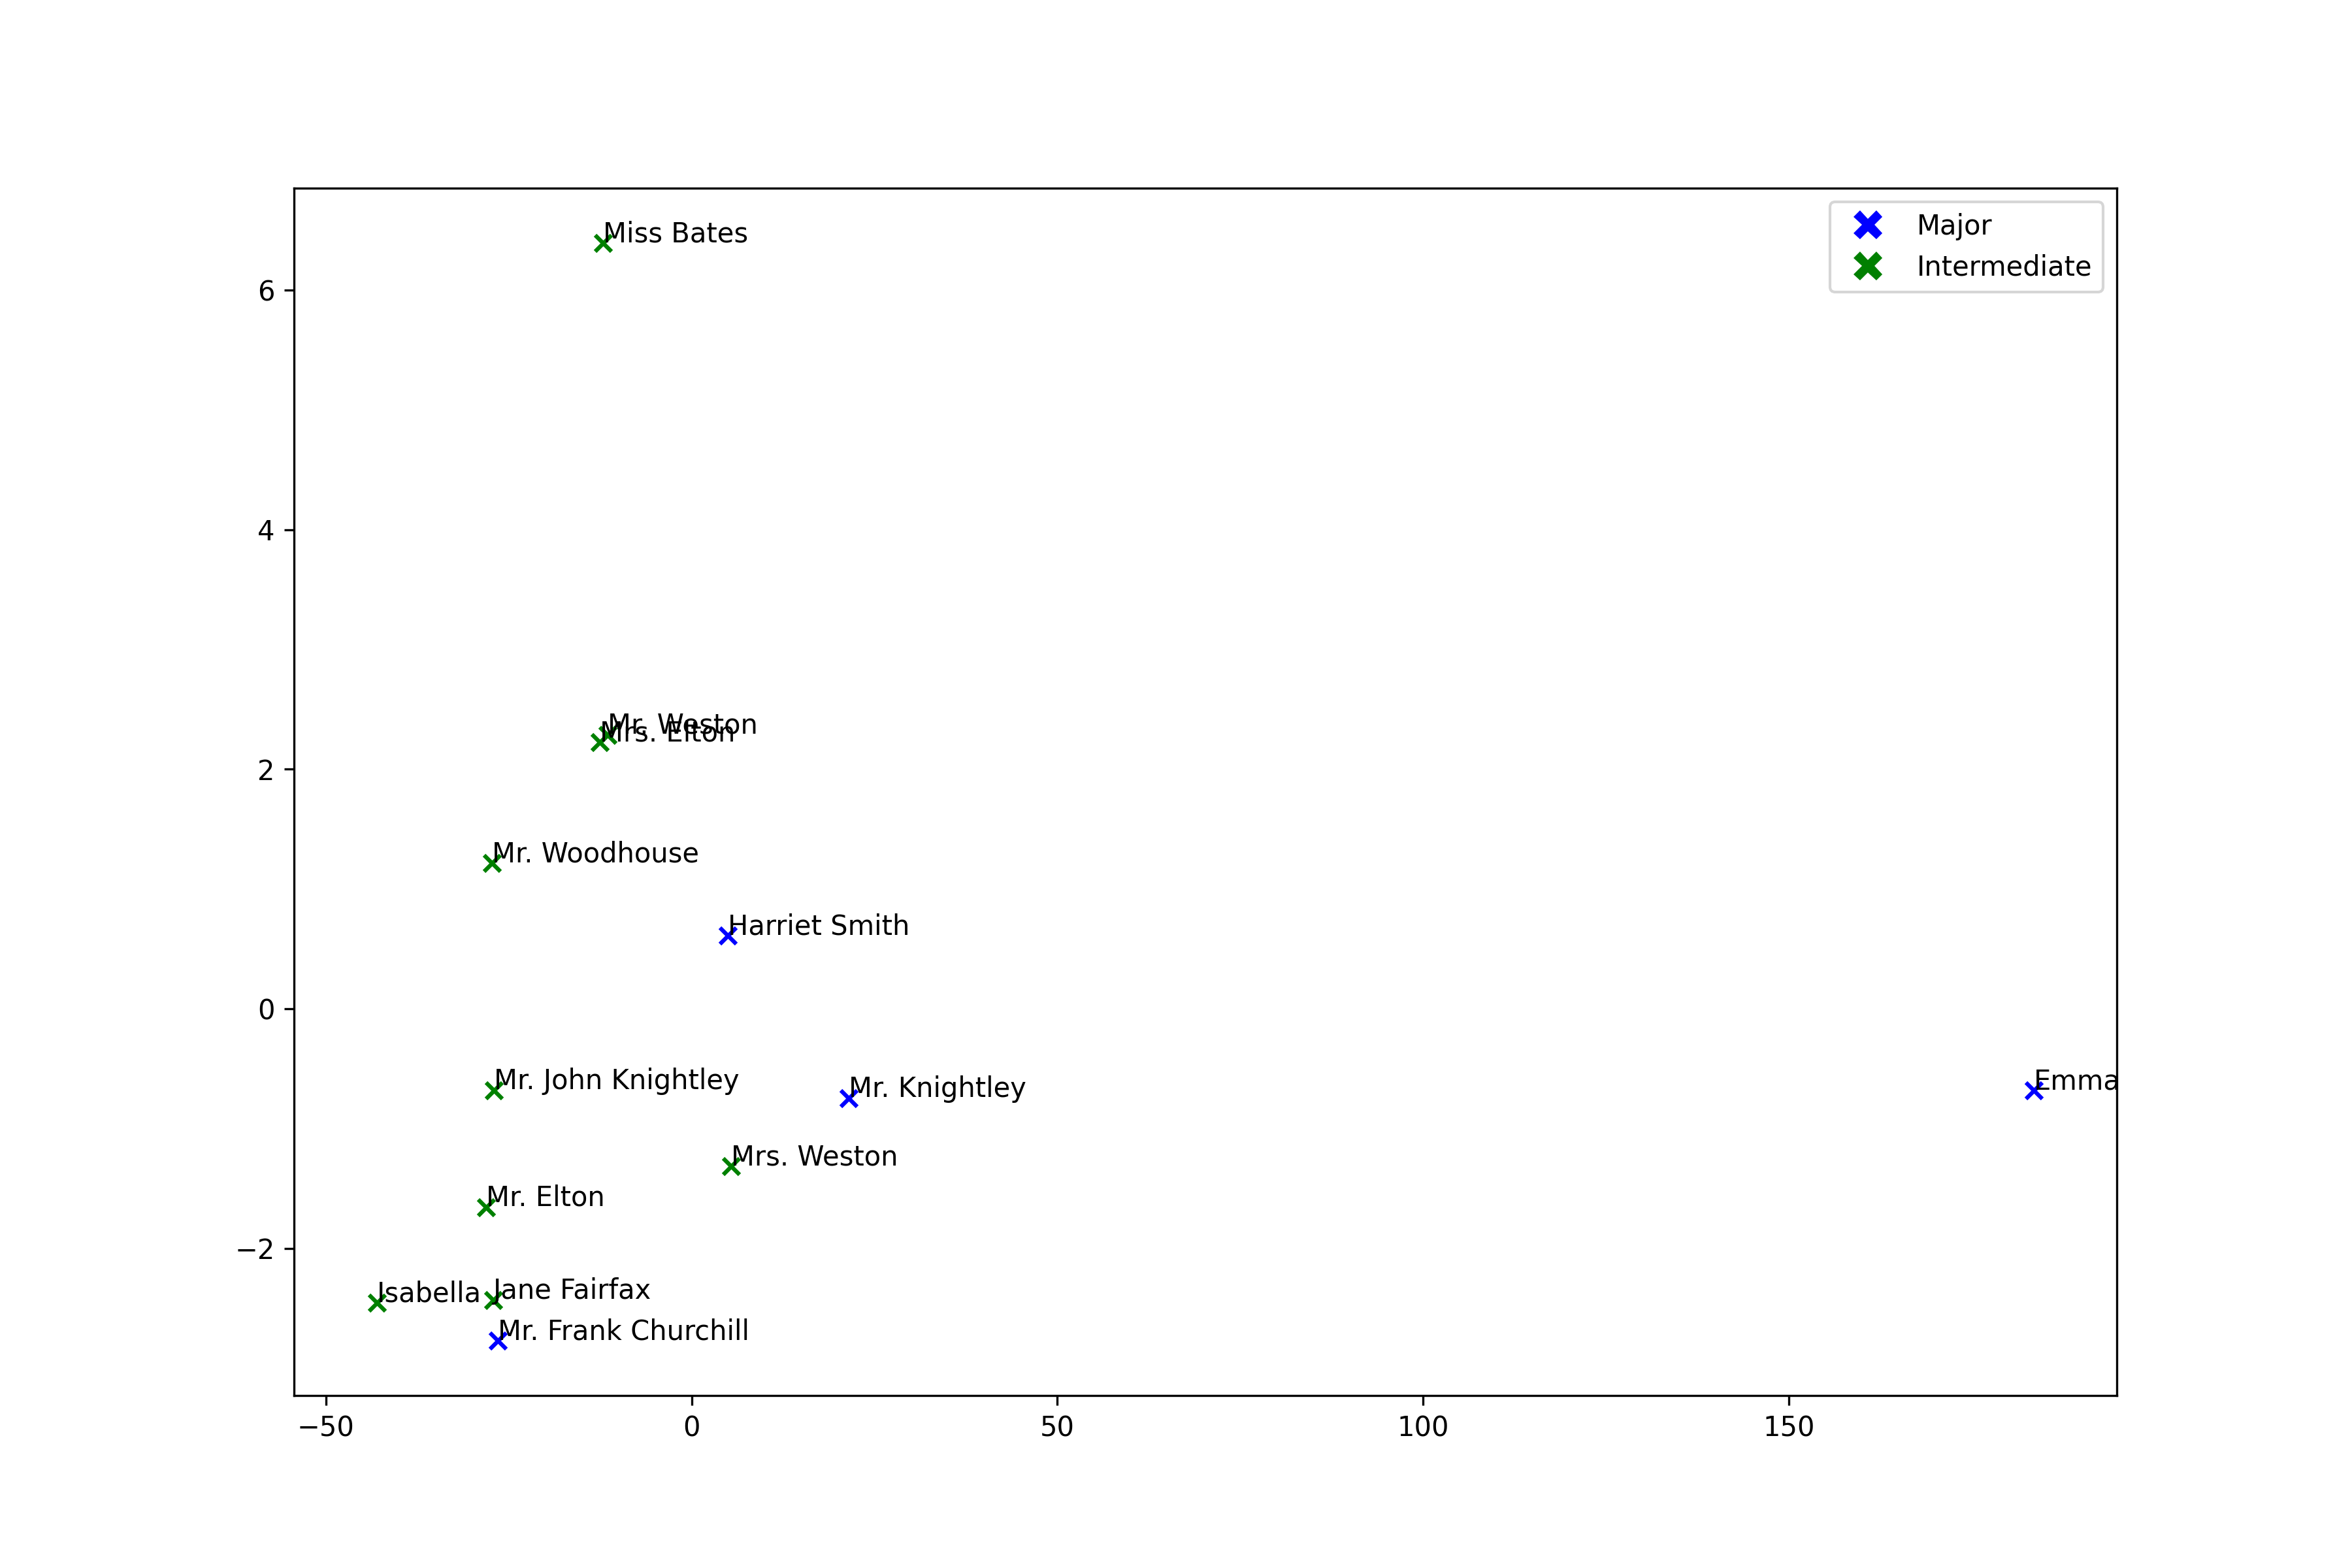 Miss Bates
Major
Intermediate
6
4
Mr. Weston
Mrs. Elton
2
Mr. Woodhouse
Harriet Smith
0
Mr. John Knightley
Mr. Knightley
Emma
Mrs. Weston
Mr. Elton
−2
Isabella
Jane Fairfax
Mr. Frank Churchill
−50 0 50 100 150